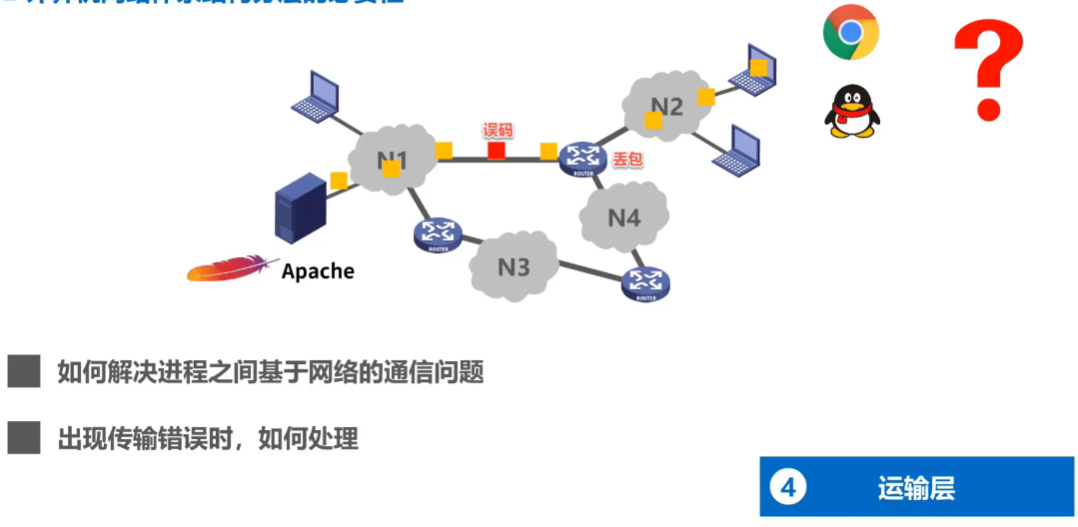 误码
N2
N1
丢包
ROUTER
N4
ROUTER
N3
Apache
ROUTER
如何解决进程之间基于网络的通信问题
出现传输错误时，如何处理
4 运输层